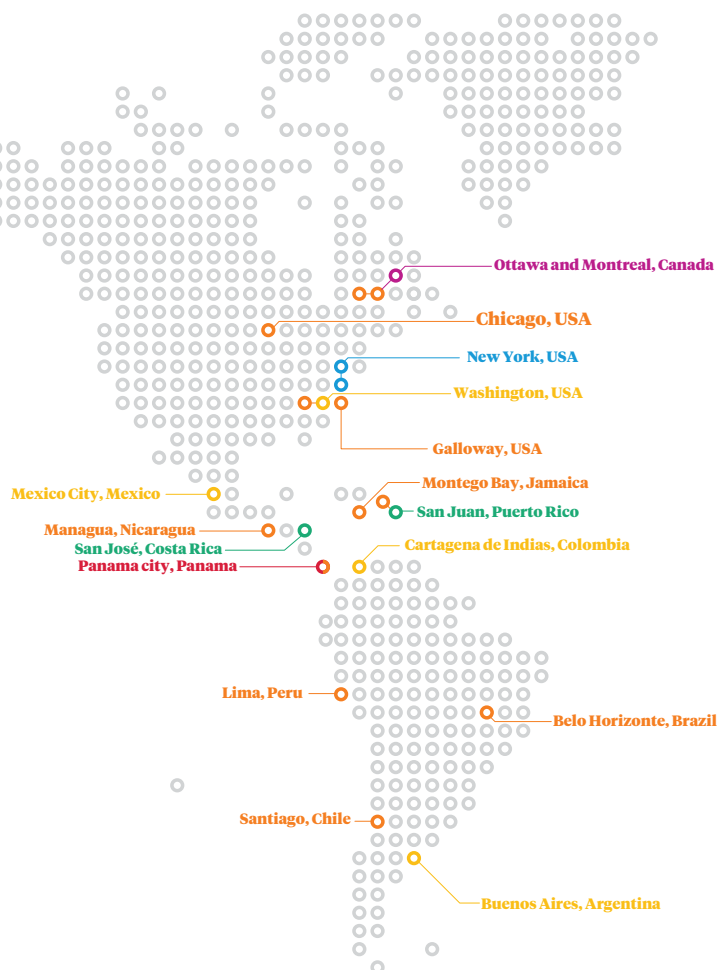 Ottawa and Montreal, Canada
Chicago, USA
New York, USA
Washington, USA
Galloway, USA
Montego Bay, Jamaica
Mexico City, Mexico
San Juan, Puerto Rico
Managua, Nicaragua
San José, Costa Rica
Cartagena de Indias, Colombia
Panama city, Panama
Lima, Peru
Belo Horizonte, Brazil
Santiago, Chile
Buenos Aires, Argentina